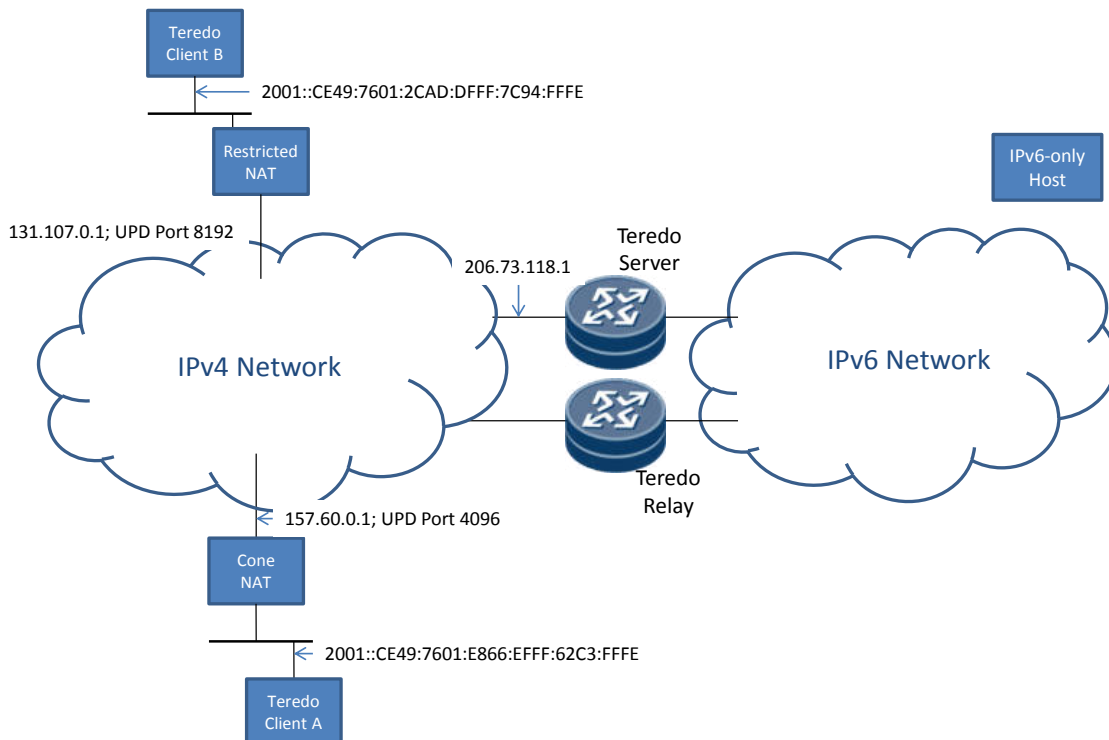 Teredo
Client B
2001::CE49:7601:2CAD:DFFF:7C94:FFFE
Restricted
NAT
IPv6-only
Host
131.107.0.1; UPD Port 8192
Teredo
Server
206.73.118.1
IPv4 Network
IPv6 Network
Teredo
Relay
157.60.0.1; UPD Port 4096
Cone
NAT
2001::CE49:7601:E866:EFFF:62C3:FFFE
Teredo
Client A